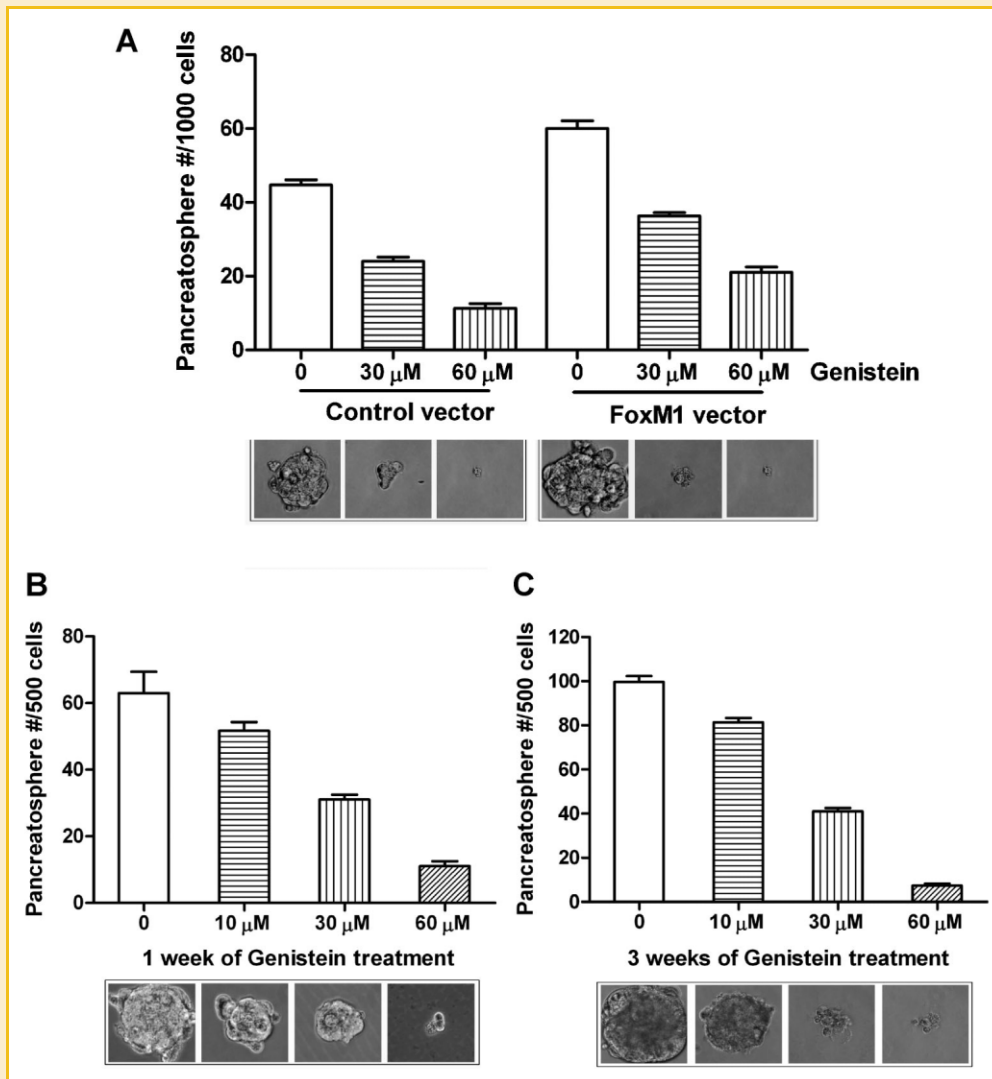 A
Pancreatosphere #/1000 cells
80
60
40
20
0
0 30 μM 60 μM 0 30 μM 60 μM Genistein
Control vector FoxM1 vector
B
Pancreatosphere #/500 cells
80
60
40
20
0
0 10 μM 30 μM 60 μM
1 week of Genistein treatment
C
Pancreatosphere #/500 cells
120
100
80
60
40
20
0
0 10 μM 30 μM 60 μM
3 weeks of Genistein treatment